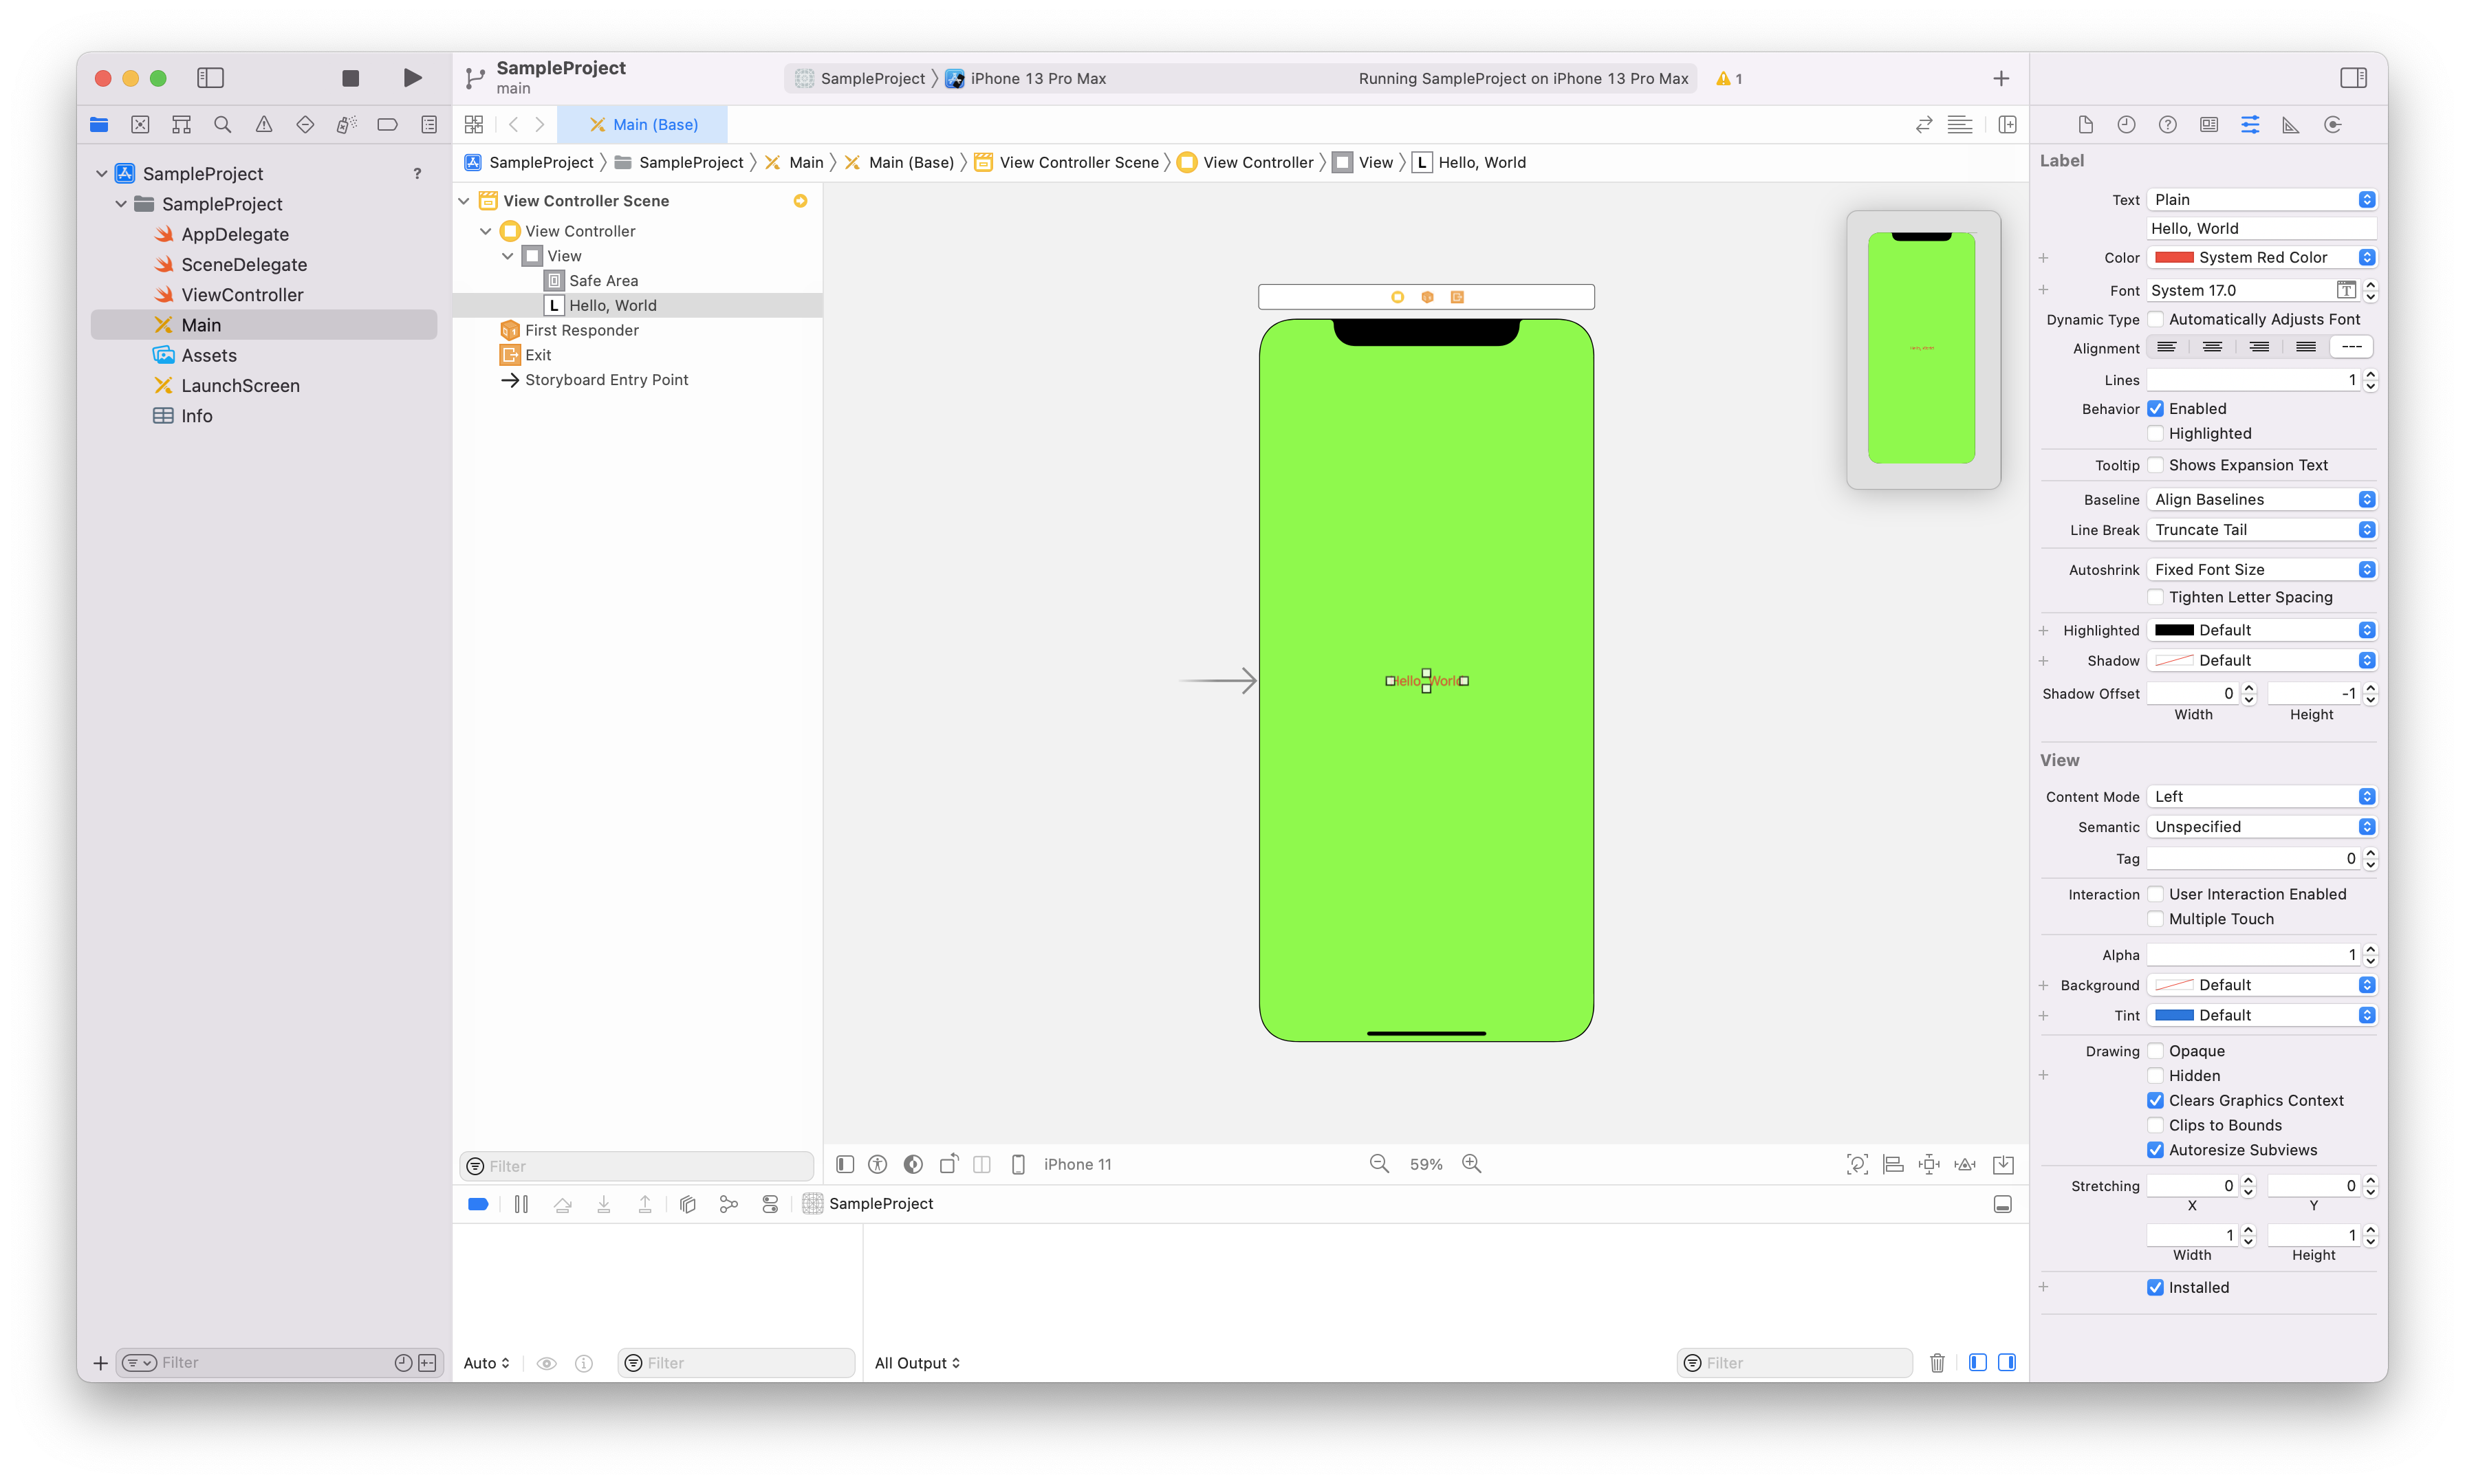 SampleProject
main
SampleProject iPhone 13 Pro Max
Running SampleProject on iPhone 13 Pro Max
1
Main (Base)
SampleProject SampleProject Main Main (Base) View Controller Scene View Controller View L Hello, World
SampleProject ?
SampleProject
AppDelegate
SceneDelegate
ViewController
Main
Assets
LaunchScreen
Info
Filter
View Controller Scene
View Controller
View
Safe Area
L Hello, World
First Responder
Exit
Storyboard Entry Point
Filter
Hello, World
iPhone 11
59%
SampleProject
Auto
Filter
All Output
Filter
Label
Text Plain
Hello, World
Color System Red Color
Font System 17.0 T
Dynamic Type Automatically Adjusts Font
Alignment ---
Lines 1
Behavior Enabled
Highlighted
Tooltip Shows Expansion Text
Baseline Align Baselines
Line Break Truncate Tail
Autoshrink Fixed Font Size
Tighten Letter Spacing
Highlighted Default
Shadow Default
Shadow Offset 0 -1
Width Height
View
Content Mode Left
Semantic Unspecified
Tag 0
Interaction User Interaction Enabled
Multiple Touch
Alpha 1
Background Default
Tint Default
Drawing Opaque
Hidden
Clears Graphics Context
Clips to Bounds
Autoresize Subviews
Stretching 0 0
X Y
1 1
Width Height
Installed